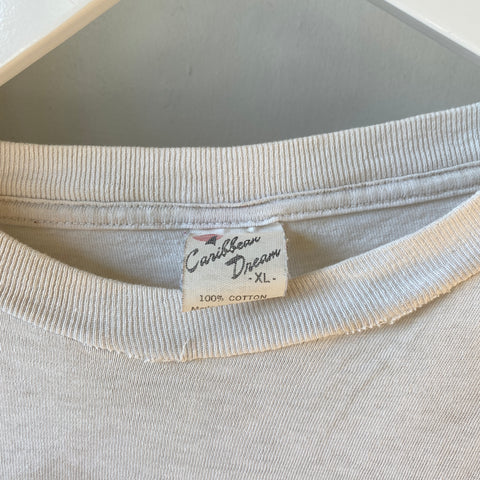 Caribbean
Dream
- XL -
100% COTTON